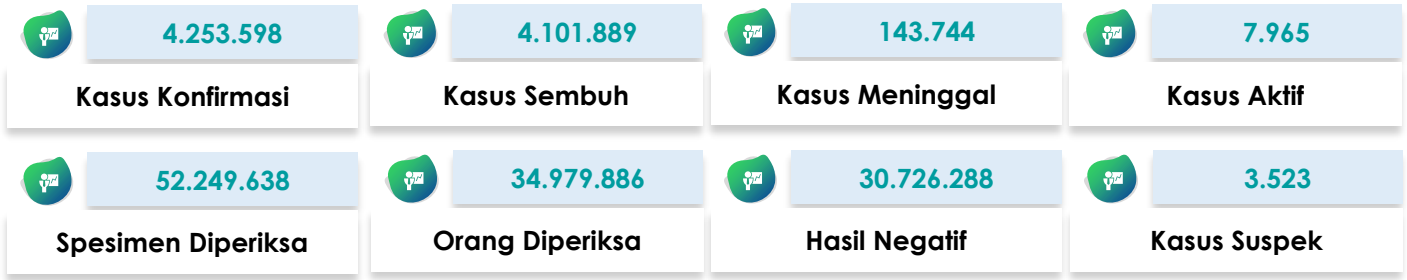 4.253.598
Kasus Konfirmasi
4.101.889
Kasus Sembuh
143.744
Kasus Meninggal
7.965
Kasus Aktif
52.249.638
Spesimen Diperiksa
34.979.886
Orang Diperiksa
30.726.288
Hasil Negatif
3.523
Kasus Suspek